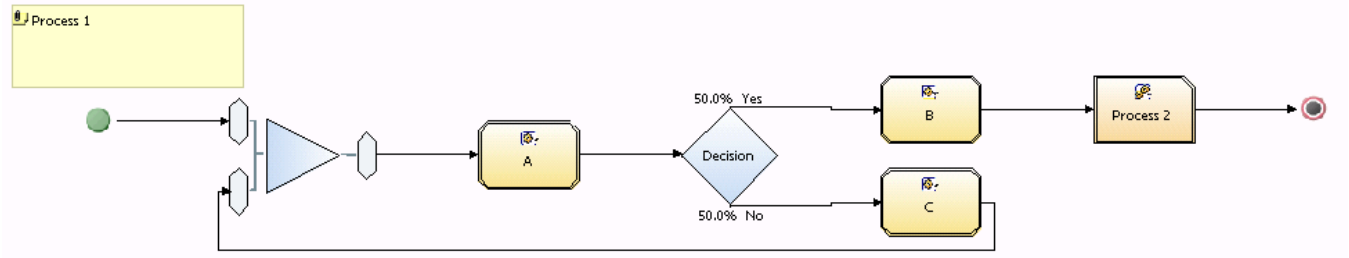 Process 1
50.0% Yes
B
Process 2
A
Decision
C
50.0% No